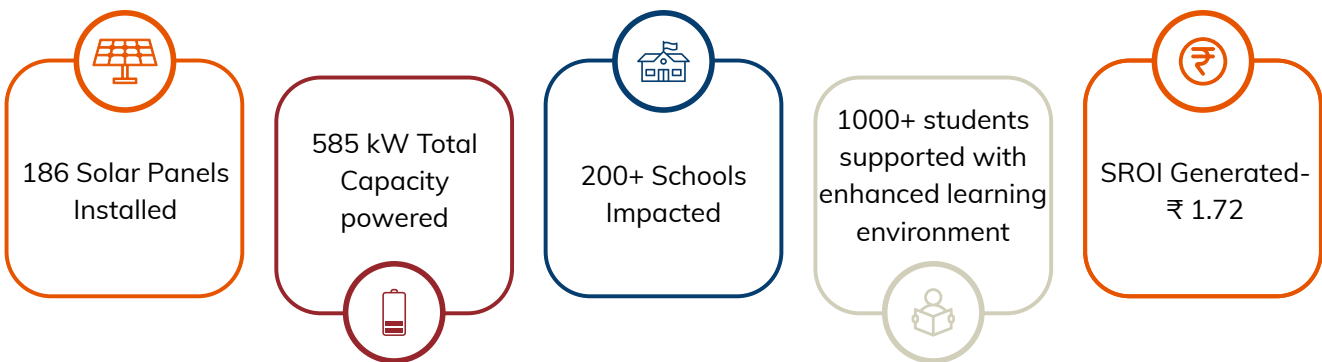 186 Solar Panels
Installed
585 kW Total
Capacity
powered
200+ Schools
Impacted
1000+ students
supported with
enhanced learning
environment
SROI Generated-
₹ 1.72